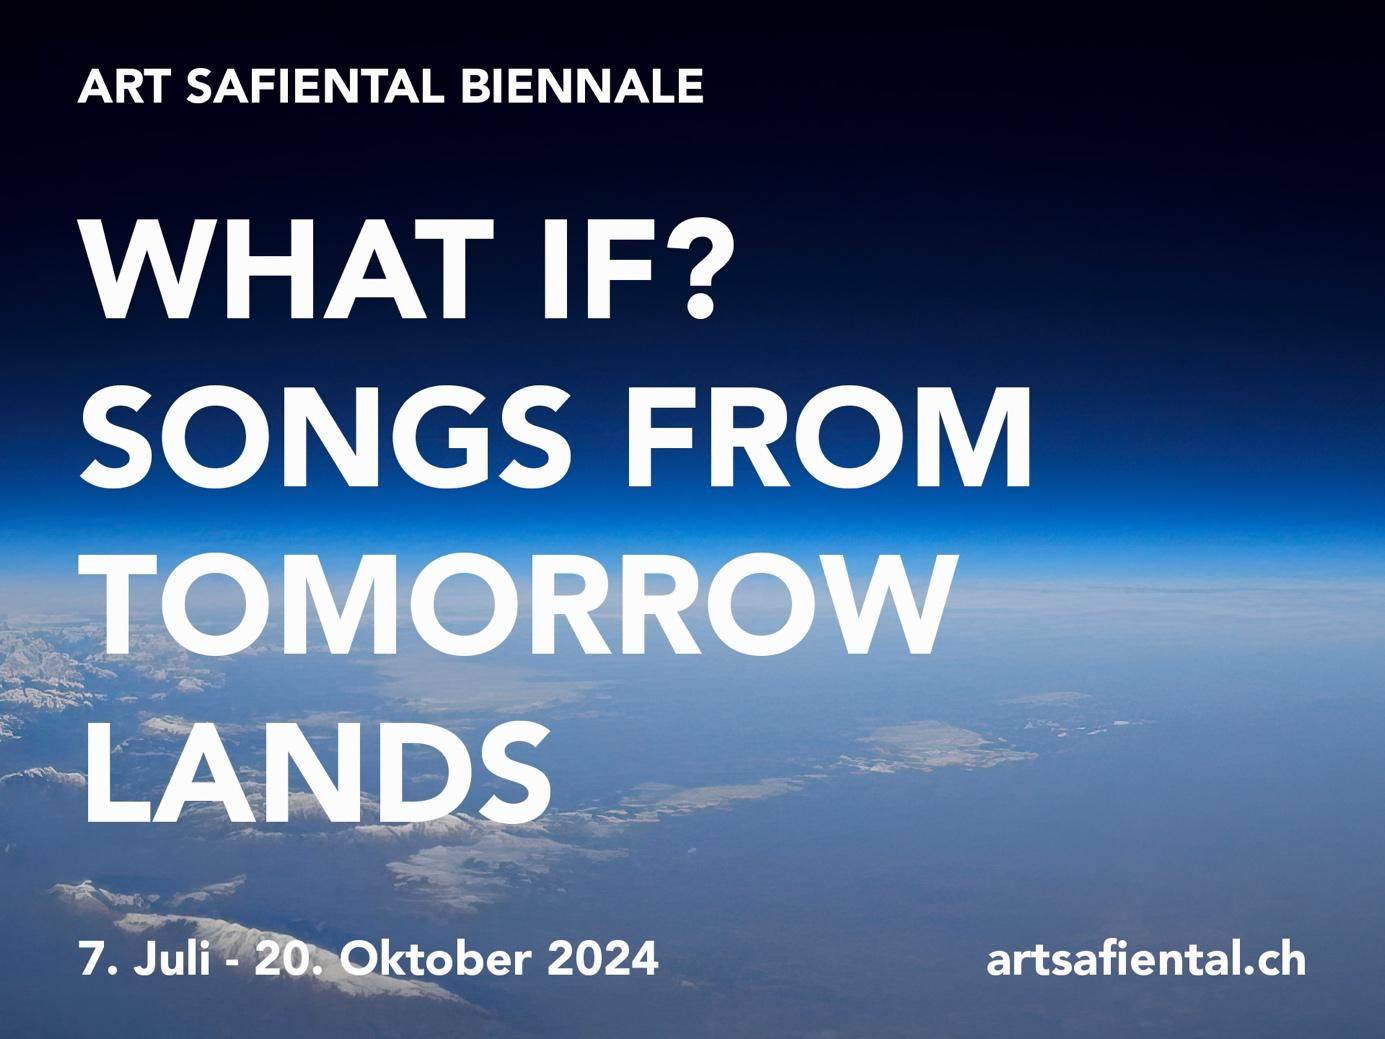 ART SAFIENTAL BIENNALE
WHAT IF?
SONGS FROM
TOMORROW
LANDS
7. Juli - 20. Oktober 2024
artsafiental.ch